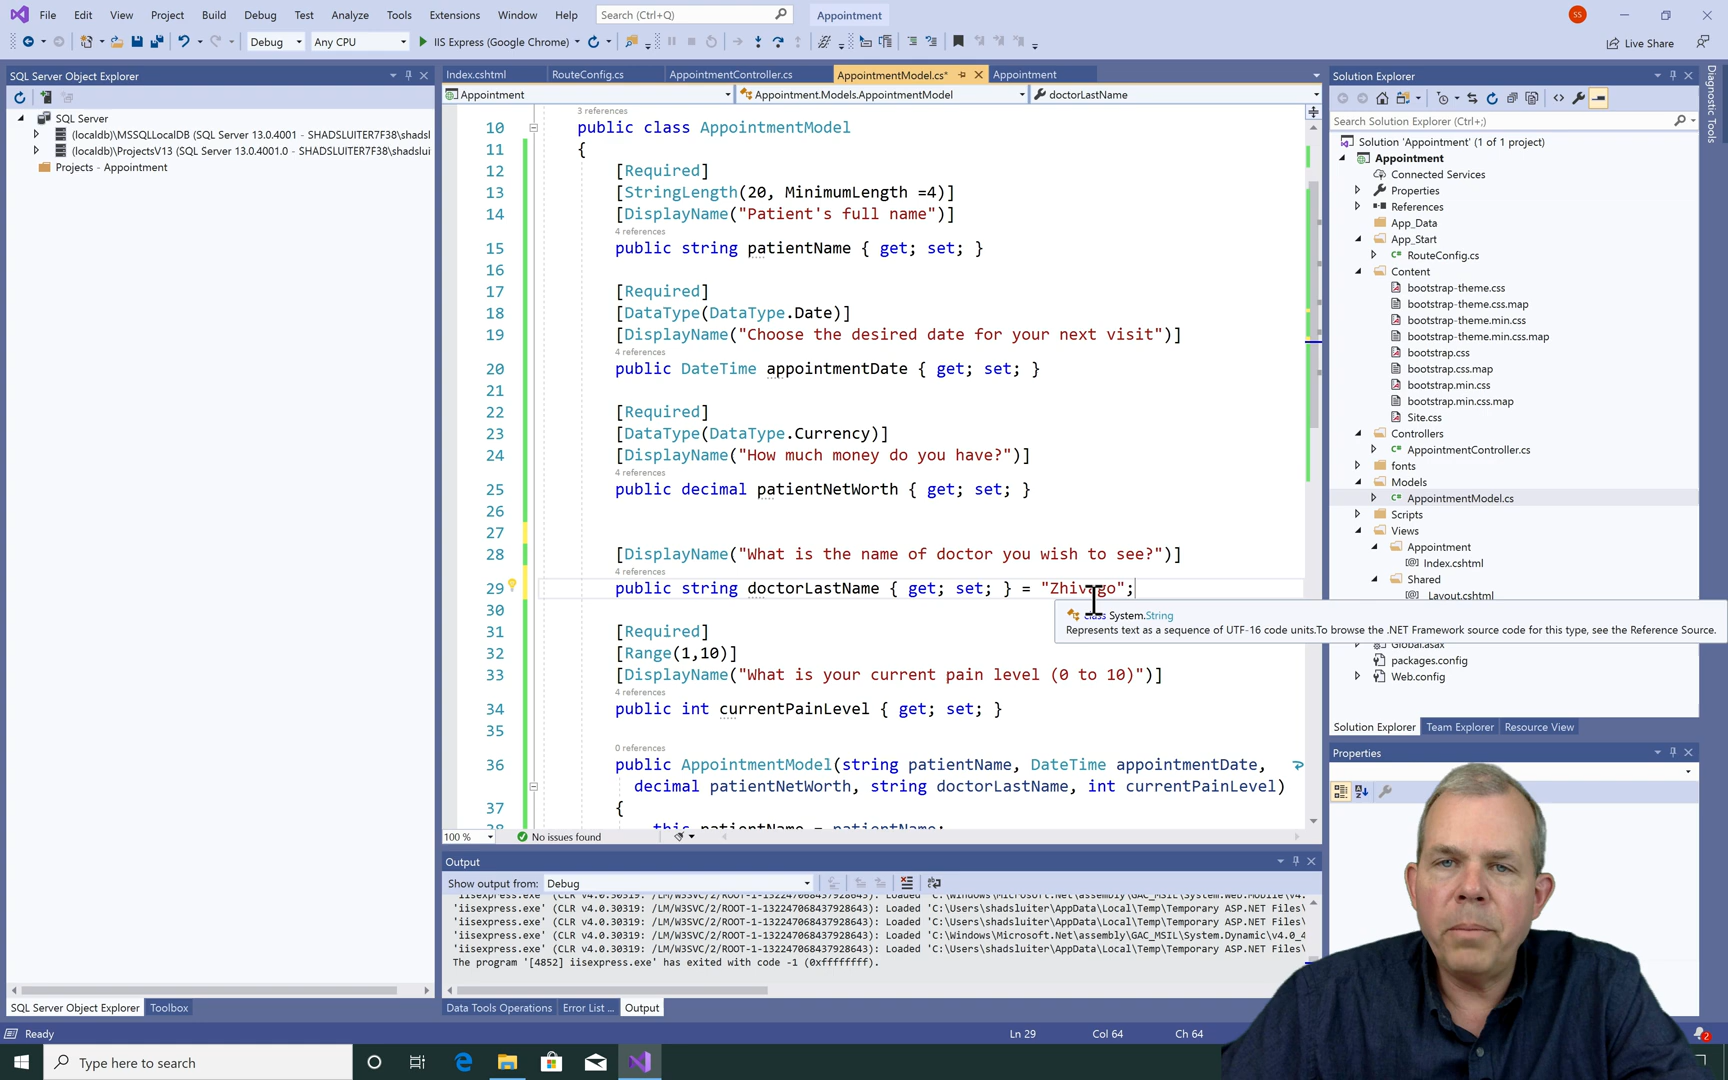 File Edit View Project Build Debug Test Analyze Tools Extensions Window Help Search (Ctrl+Q) Appointment SS
Debug Any CPU IIS Express (Google Chrome) Live Share
SQL Server Object Explorer
SQL Server
(localdb)\MSSQLLocalDB (SQL Server 13.0.4001 - SHADSLUITER7F38\shadsl
(localdb)\ProjectsV13 (SQL Server 13.0.4001.0 - SHADSLUITER7F38\shadslui
Projects - Appointment
SQL Server Object Explorer Toolbox
Index.cshtml RouteConfig.cs AppointmentController.cs AppointmentModel.cs* Appointment
Appointment Appointment.Models.AppointmentModel doctorLastName
3 references
10 public class AppointmentModel
11 {
12 [Required]
13 [StringLength(20, MinimumLength =4)]
14 [DisplayName("Patient's full name")]
4 references
15 public string patientName { get; set; }
16
17 [Required]
18 [DataType(DataType.Date)]
19 [DisplayName("Choose the desired date for your next visit")]
4 references
20 public DateTime appointmentDate { get; set; }
21
22 [Required]
23 [DataType(DataType.Currency)]
24 [DisplayName("How much money do you have?")]
4 references
25 public decimal patientNetWorth { get; set; }
26
27
28 [DisplayName("What is the name of doctor you wish to see?")]
4 references
29 public string doctorLastName { get; set; } = "Zhivago";
class System.String
Represents text as a sequence of UTF-16 code units.To browse the .NET Framework source code for this type, see the Reference Source.
30
31 [Required]
32 [Range(1,10)]
33 [DisplayName("What is your current pain level (0 to 10)")]
4 references
34 public int currentPainLevel { get; set; }
35
0 references
36 public AppointmentModel(string patientName, DateTime appointmentDate,
decimal patientNetWorth, string doctorLastName, int currentPainLevel)
37 {
38 this.patientName = patientName;
100 % No issues found
Output
Show output from: Debug
'iisexpress.exe' (CLR v4.0.30319: /LM/W3SVC/2/ROOT-1-132247068437928643): Loaded 'C:\Windows\Microsoft.Net\assembly\GAC_MSIL\System.Web.Mobile\v4.
'iisexpress.exe' (CLR v4.0.30319: /LM/W3SVC/2/ROOT-1-132247068437928643): Loaded 'C:\Users\shadsluiter\AppData\Local\Temp\Temporary ASP.NET Files\
'iisexpress.exe' (CLR v4.0.30319: /LM/W3SVC/2/ROOT-1-132247068437928643): Loaded 'C:\Users\shadsluiter\AppData\Local\Temp\Temporary ASP.NET Files\
'iisexpress.exe' (CLR v4.0.30319: /LM/W3SVC/2/ROOT-1-132247068437928643): Loaded 'C:\Windows\Microsoft.Net\assembly\GAC_MSIL\System.Dynamic\v4.0_4
'iisexpress.exe' (CLR v4.0.30319: /LM/W3SVC/2/ROOT-1-132247068437928643): Loaded 'C:\Users\shadsluiter\AppData\Local\Temp\Temporary ASP.NET Files\
The program '[4852] iisexpress.exe' has exited with code -1 (0xffffffff).
Data Tools Operations Error List ... Output
Solution Explorer
Search Solution Explorer (Ctrl+;)
Solution 'Appointment' (1 of 1 project)
Appointment
Connected Services
Properties
References
App_Data
App_Start
RouteConfig.cs
Content
bootstrap-theme.css
bootstrap-theme.css.map
bootstrap-theme.min.css
bootstrap-theme.min.css.map
bootstrap.css
bootstrap.css.map
bootstrap.min.css
bootstrap.min.css.map
Site.css
Controllers
AppointmentController.cs
fonts
Models
AppointmentModel.cs
Scripts
Views
Appointment
Index.cshtml
Shared
_Layout.cshtml
Global.asax
packages.config
Web.config
Solution Explorer Team Explorer Resource View
Properties
Diagnostic Tools
Ready Ln 29 Col 64 Ch 64 2
Type here to search